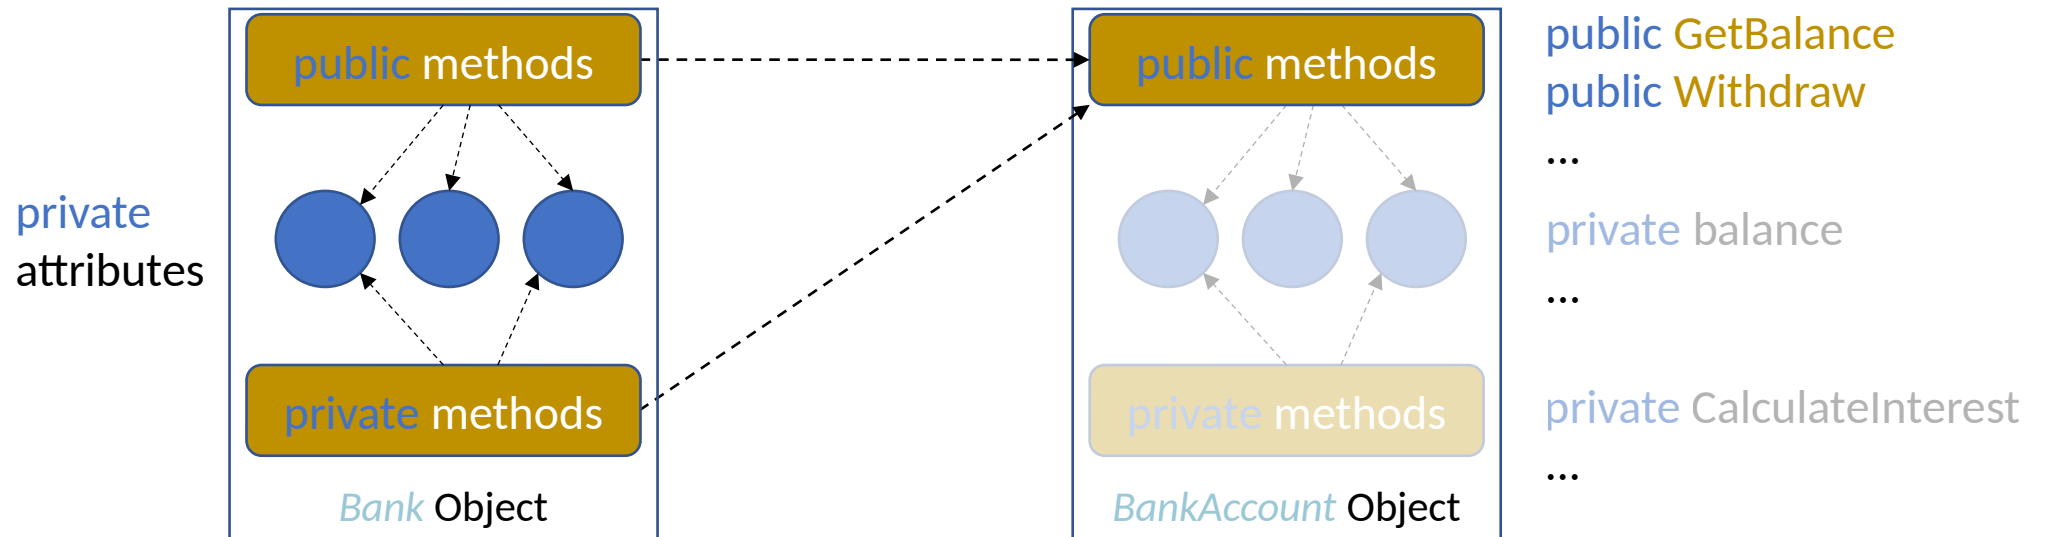 private
attributes
public methods
private methods
Bank Object
public methods
private methods
BankAccount Object
public GetBalance
public Withdraw
...
private balance
...
private CalculateInterest
...